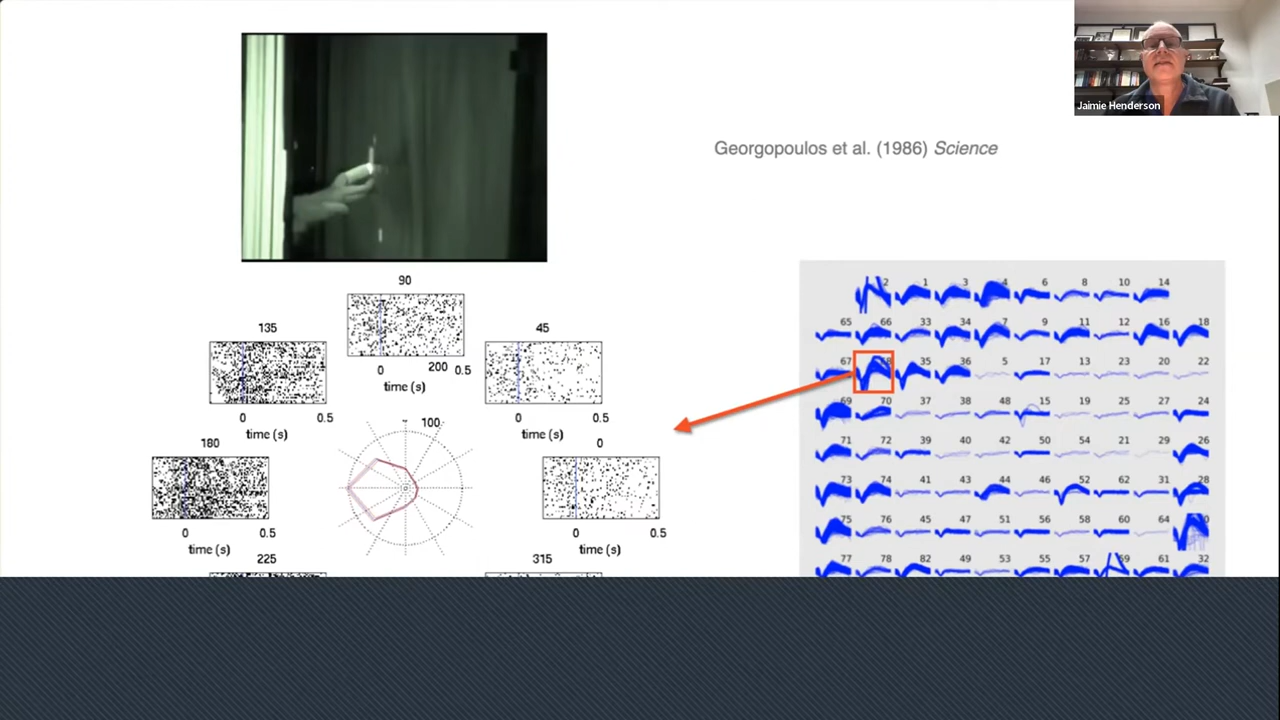 Jaimie Henderson
Georgopoulos et al. (1986) Science
90
0 200 0.5
time (s)
135
0 0.5
time (s)
45
0 0.5
time (s)
100
180
0 0.5
time (s)
0
0 0.5
time (s)
225
315
2 1 3 4 6 8 10 14
65 66 33 34 7 9 11 12 16 18
67 68 35 36 5 17 13 23 20 22
69 70 37 38 48 15 19 25 27 24
71 72 39 40 42 50 54 21 29 26
73 74 41 43 44 46 52 62 31 28
75 76 45 47 51 56 58 60 64
77 78 82 49 53 55 57 59 61 32